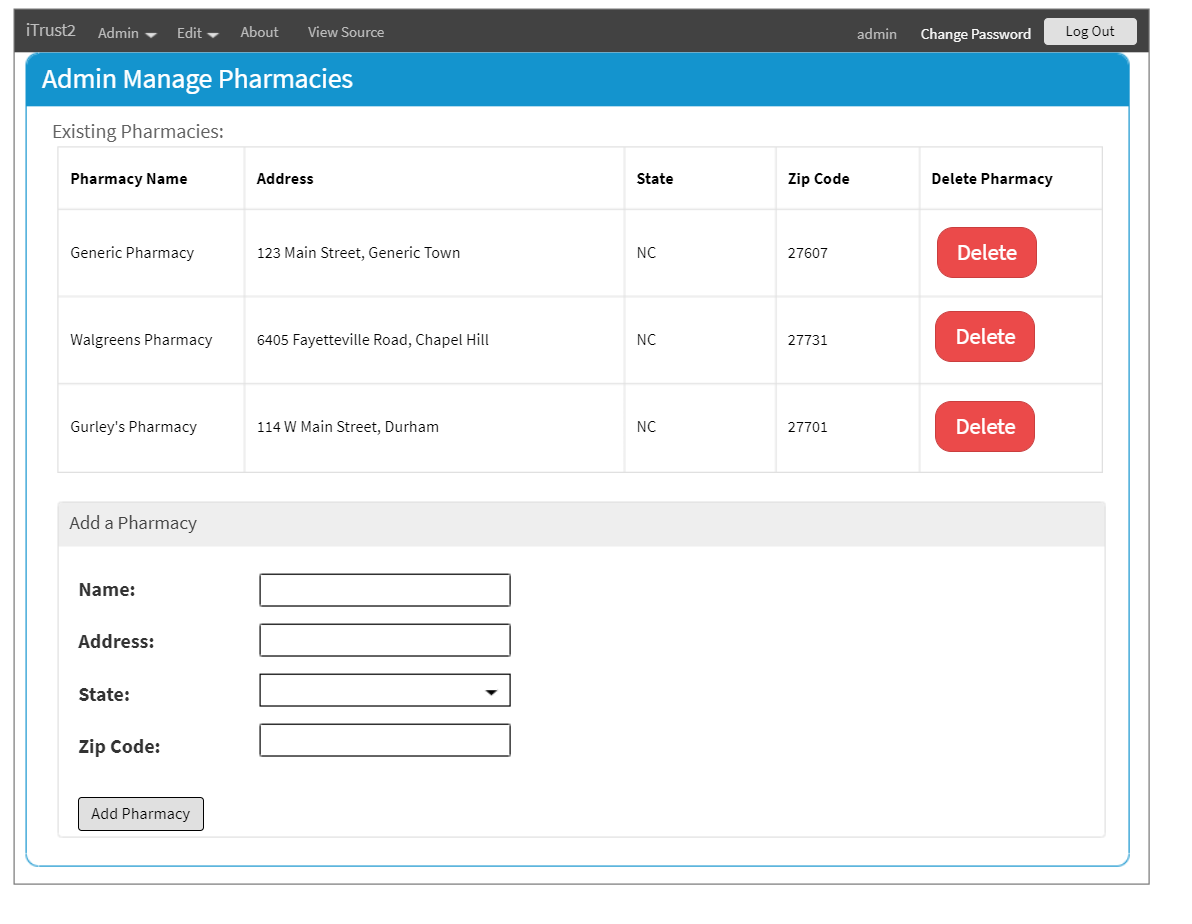 iTrust2 Admin Edit About View Source admin Change Password Log Out
Admin Manage Pharmacies
Existing Pharmacies:
Pharmacy Name Address State Zip Code Delete Pharmacy
Generic Pharmacy 123 Main Street, Generic Town NC 27607 Delete
Walgreens Pharmacy 6405 Fayetteville Road, Chapel Hill NC 27731 Delete
Gurley's Pharmacy 114 W Main Street, Durham NC 27701 Delete
Add a Pharmacy
Name:
Address:
State:
Zip Code:
Add Pharmacy